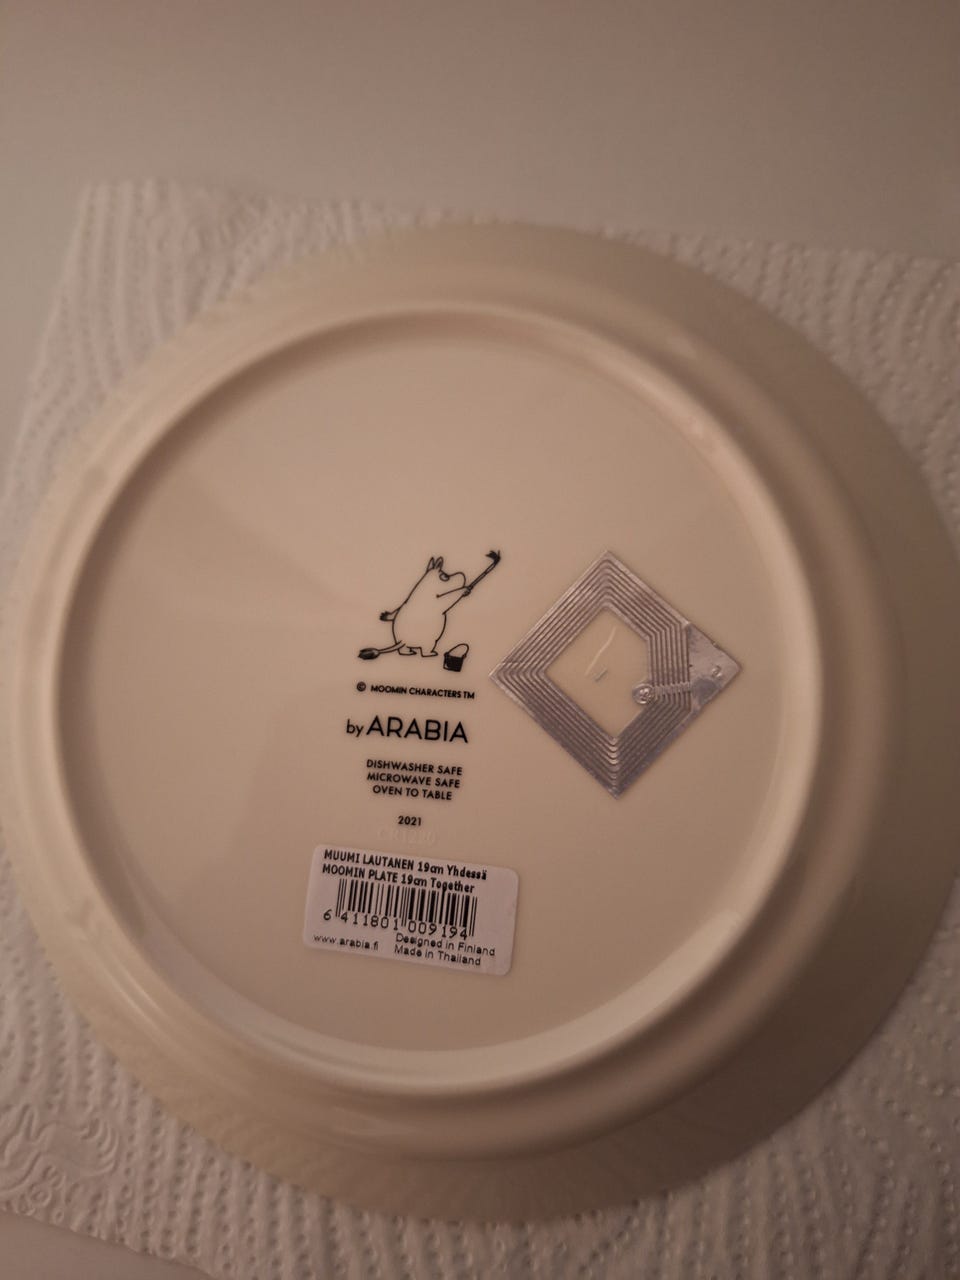 © MOOMIN CHARACTERS TM
by ARABIA
DISHWASHER SAFE
MICROWAVE SAFE
OVEN TO TABLE
2021
MUUMI LAUTANEN 19cm Yhdessä
MOOMIN PLATE 19cm Together
6 411801 009194
www.arabia.fi Designed in Finland
Made in Thailand